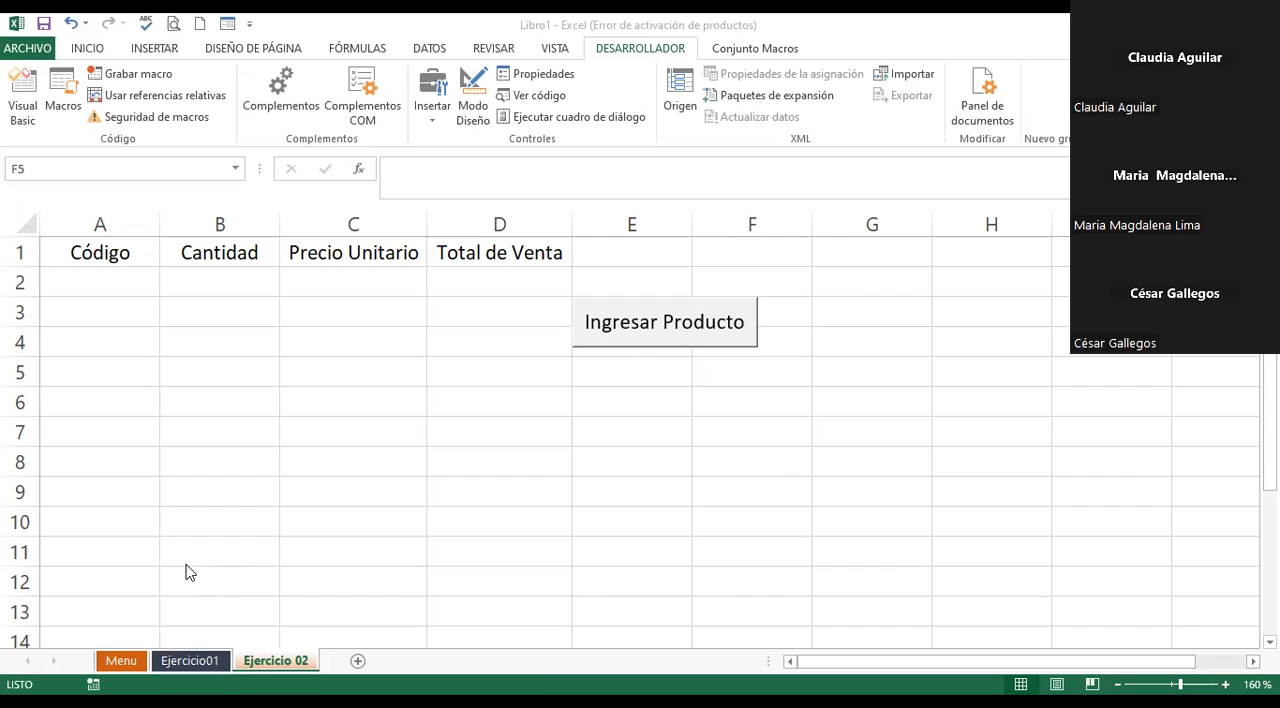 Libro1 - Excel (Error de activación de productos)
ARCHIVO INICIO INSERTAR DISEÑO DE PÁGINA FÓRMULAS DATOS REVISAR VISTA DESARROLLADOR Conjunto Macros
Visual Basic
Macros
Grabar macro
Usar referencias relativas
Seguridad de macros
Código
Complementos
Complementos COM
Complementos
Insertar
Modo Diseño
Propiedades
Ver código
Ejecutar cuadro de diálogo
Controles
Origen
Propiedades de la asignación
Paquetes de expansión
Actualizar datos
Importar
Exportar
XML
Panel de documentos
Modificar
Nuevo gr
Claudia Aguilar
Claudia Aguilar
Maria Magdalena...
Maria Magdalena Lima
César Gallegos
César Gallegos
F5 fx
A B C D E F G H
1 Código Cantidad Precio Unitario Total de Venta
2
3
Ingresar Producto
4
5
6
7
8
9
10
11
12
13
14
Menu Ejercicio01 Ejercicio 02
LISTO 160 %